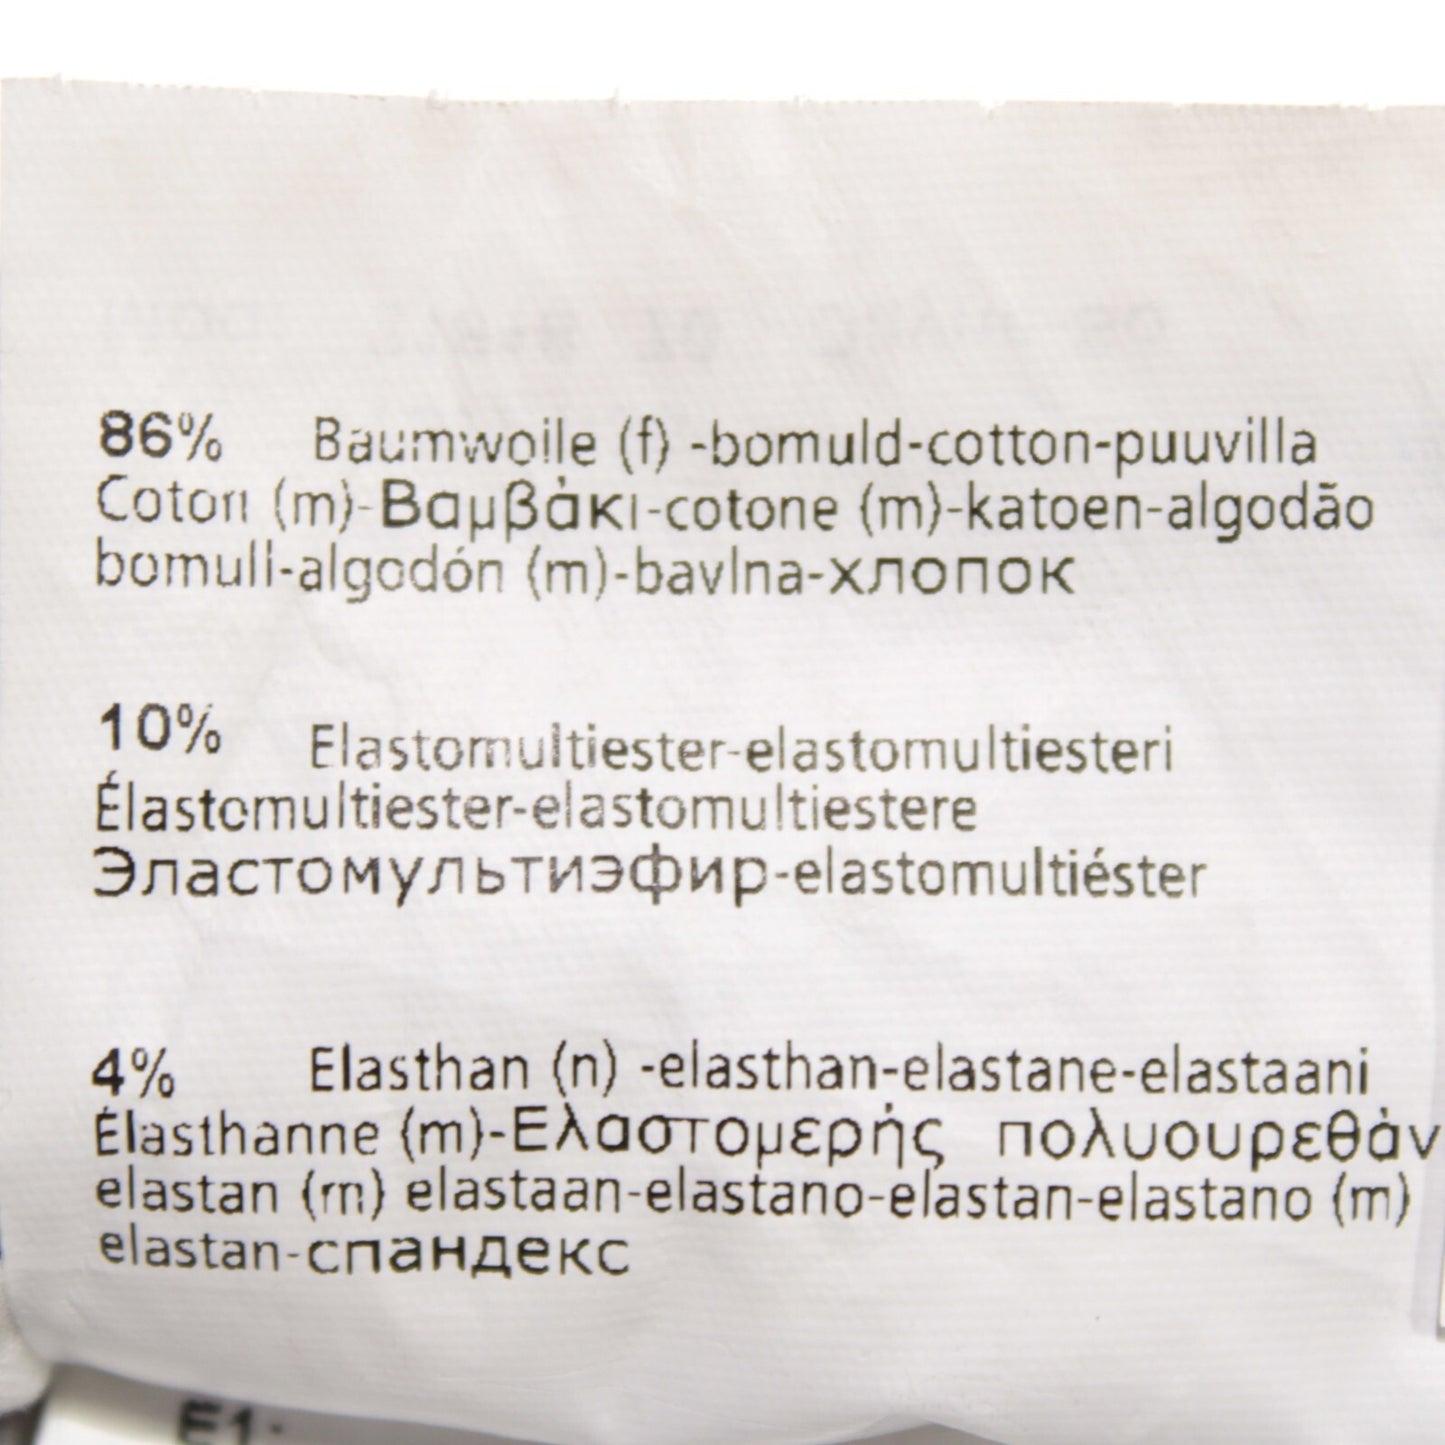 86% Baumwolle (f) -bomuld-cotton-puuvilla
Coton (m)-Βαμβάκι-cotone (m)-katoen-algodão
bomull-algodón (m)-bavlna-хлопок
10% Elastomultiester-elastomultiesteri
Élastomultiester-elastomultiestere
Эластомультиэфир-elastomultiéster
4% Elasthan (n) -elasthan-elastane-elastaani
Élasthanne (m)-Ελαστομερής πολυουρεθάν
elastan (m) elastaan-elastano-elastan-elastano (m)
elastan-спандекс